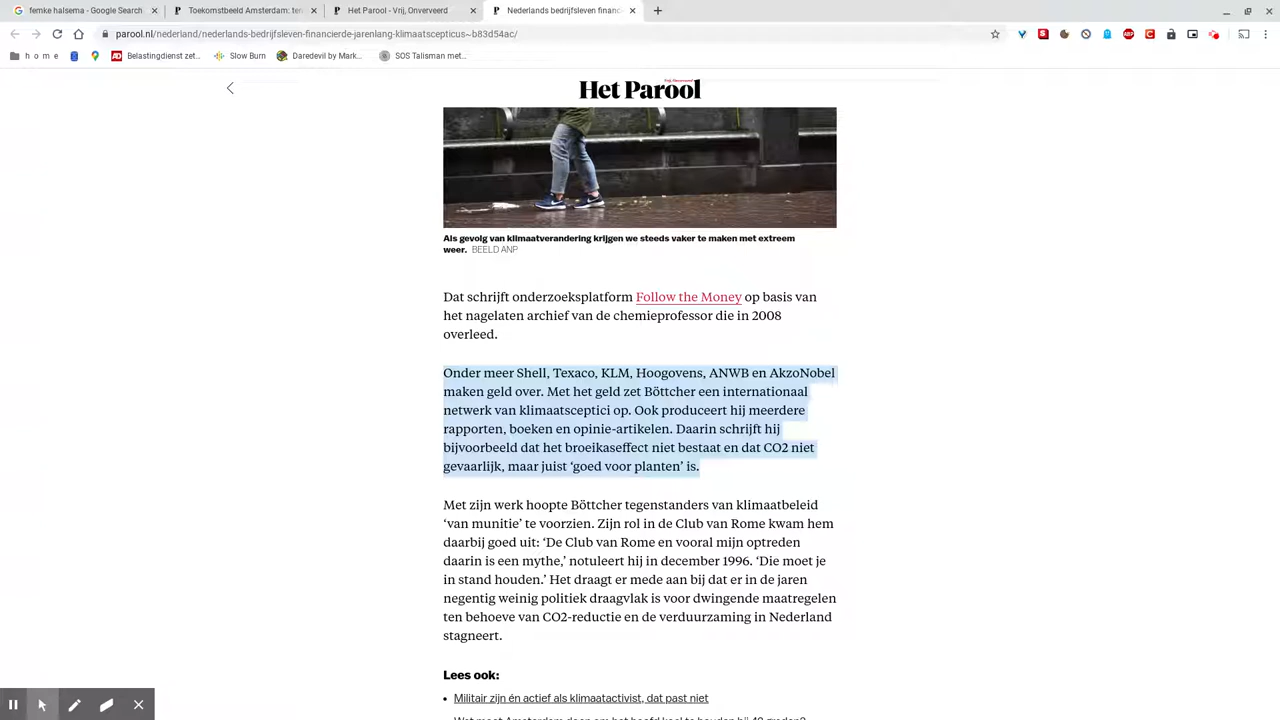 femke halsema - Google Search
Toekomstbeeld Amsterdam:
Het Parool - Vrij, Onverveerd
Nederlands bedrijfsleven
parool.nl/nederland/nederlands-bedrijfsleven-financierde-jarenlang-klimaatscepticus~b83d54ac/
h o m e
Belastingdienst zet...
Slow Burn
Daredevil by Mark...
SOS Talisman met...
Vrij, Onverveerd
Het Parool
Als gevolg van klimaatverandering krijgen we steeds vaker te maken met extreem
weer. BEELD ANP
Dat schrijft onderzoeksplatform Follow the Money op basis van
het nagelaten archief van de chemieprofessor die in 2008
overleed.
Onder meer Shell, Texaco, KLM, Hoogovens, ANWB en AkzoNobel
maken geld over. Met het geld zet Böttcher een internationaal
netwerk van klimaatsceptici op. Ook produceert hij meerdere
rapporten, boeken en opinie-artikelen. Daarin schrijft hij
bijvoorbeeld dat het broeikaseffect niet bestaat en dat CO2 niet
gevaarlijk, maar juist ‘goed voor planten’ is.
Met zijn werk hoopte Böttcher tegenstanders van klimaatbeleid
‘van munitie’ te voorzien. Zijn rol in de Club van Rome kwam hem
daarbij goed uit: ‘De Club van Rome en vooral mijn optreden
daarin is een mythe,’ notuleert hij in december 1996. ‘Die moet je
in stand houden.’ Het draagt er mede aan bij dat er in de jaren
negentig weinig politiek draagvlak is voor dwingende maatregelen
ten behoeve van CO2-reductie en de verduurzaming in Nederland
stagneert.
Lees ook:
• Militair zijn én actief als klimaatactivist, dat past niet